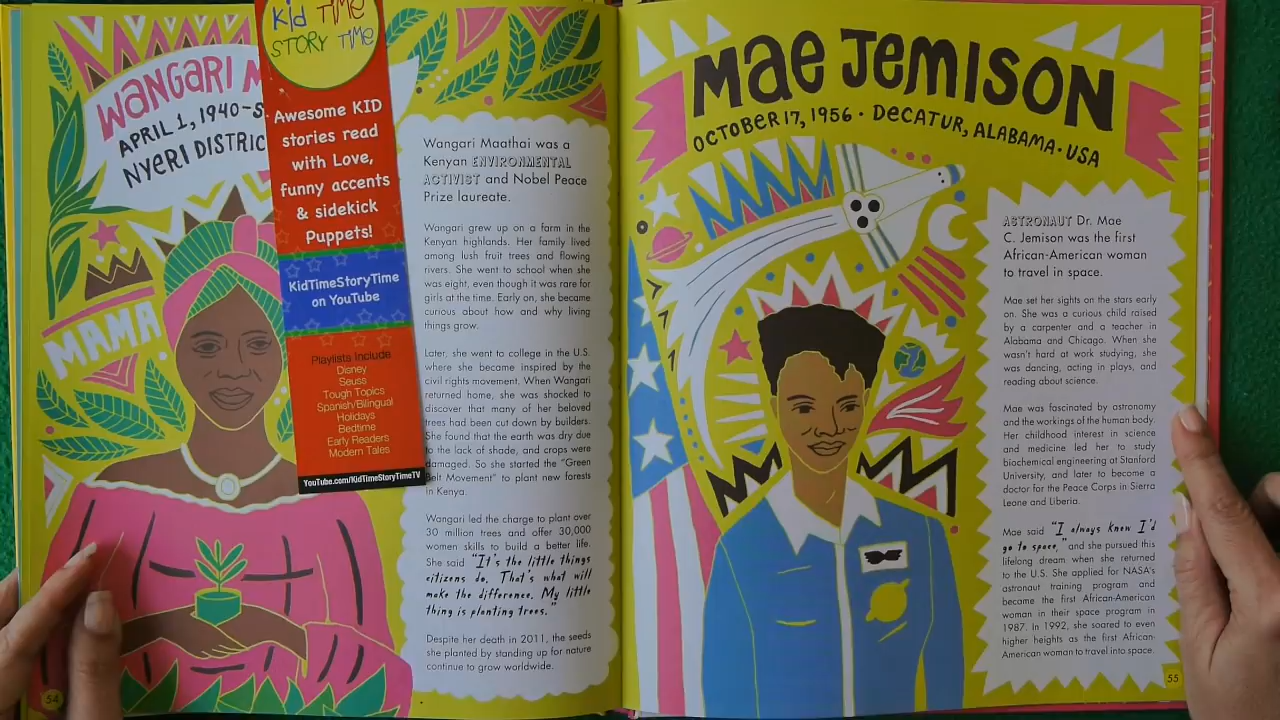 WANGARI
APRIL 1, 1940-S
NYERI DISTRIC
MAMA
Wangari Maathai was a
Kenyan ENVIRONMENTAL
ACTIVIST and Nobel Peace
Prize laureate.
Wangari grew up on a farm in the
Kenyan highlands. Her family lived
among lush fruit trees and flowing
rivers. She went to school when she
was eight, even though it was rare for
girls at the time. Early on, she became
curious about how and why living
things grow.
Later, she went to college in the U.S.
where she became inspired by the
civil rights movement. When Wangari
returned home, she was shocked to
discover that many of her beloved
trees had been cut down by builders.
She found that the earth was dry due
to the lack of shade, and crops were
damaged. So she started the "Green
Belt Movement" to plant new forests
in Kenya.
Wangari led the charge to plant over
30 million trees and offer 30,000
women skills to build a better life.
She said "It's the little things
citizens do. That's what will
make the difference. My little
thing is planting trees."
Despite her death in 2011, the seeds
she planted by standing up for nature
continue to grow worldwide.
54
Kid TIME
STORY TIME
Awesome KID
stories read
with Love,
funny accents
& sidekick
Puppets!
KidTimeStoryTime
on YouTube
Playlists Include
Disney
Seuss
Tough Topics
Spanish/Bilingual
Holidays
Bedtime
Early Readers
Modern Tales
YouTube.com/KidTimeStoryTimeTV
MAE JEMISON
OCTOBER 17, 1956 · DECATUR, ALABAMA · USA
ASTRONAUT Dr. Mae
C. Jemison was the first
African-American woman
to travel in space.
Mae set her sights on the stars early
on. She was a curious child raised
by a carpenter and a teacher in
Alabama and Chicago. When she
wasn't hard at work studying, she
was dancing, acting in plays, and
reading about science.
Mae was fascinated by astronomy
and the workings of the human body.
Her childhood interest in science
and medicine led her to study
biochemical engineering at Stanford
University, and later to become a
doctor for the Peace Corps in Sierra
Leone and Liberia.
Mae said "I always knew I'd
go to space," and she pursued this
lifelong dream when she returned
to the U.S. She applied for NASA's
astronaut training program and
became the first African-American
woman in their space program in
1987. In 1992, she soared to even
higher heights as the first African-
American woman to travel into space.
55